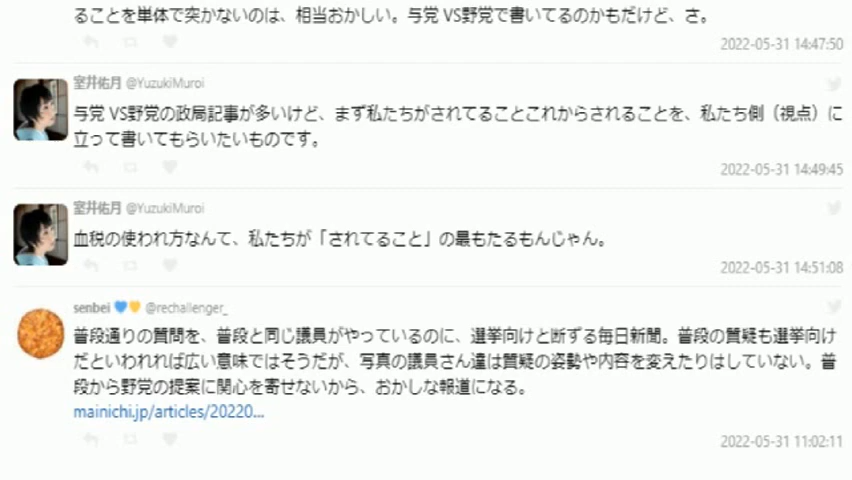 ることを単体で突かないのは、相当おかしい。与党 VS野党で書いてるのかもだけど、さ。
2022-05-31 14:47:50
室井佑月 @YuzukiMuroi
与党 VS野党の政局記事が多いけど、まず私たちがされてることこれからされることを、私たち側（視点）に
立って書いてもらいたいものです。
2022-05-31 14:49:45
室井佑月 @YuzukiMuroi
血税の使われ方なんて、私たちが「されてること」の最もたるもんじゃん。
2022-05-31 14:51:08
senbei 💙💛 @rechallenger_
普段通りの質問を、普段と同じ議員がやっているのに、選挙向けと断ずる毎日新聞。普段の質疑も選挙向け
だといわれれば広い意味ではそうだが、写真の議員さん達は質疑の姿勢や内容を変えたりはしていない。普
段から野党の提案に関心を寄せないから、おかしな報道になる。
mainichi.jp/articles/20220...
2022-05-31 11:02:11